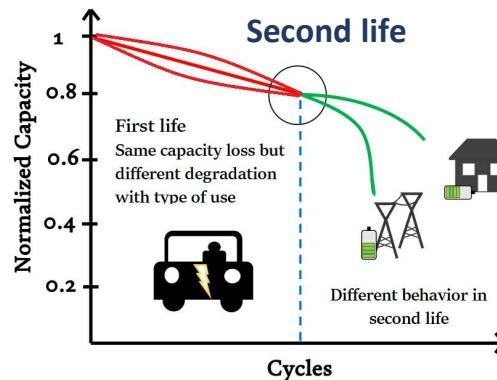 Second life
1
0.8
0.6
0.4
0.2
Normalized Capacity
First life
Same capacity loss but
different degradation
with type of use
Different behavior in
second life
Cycles